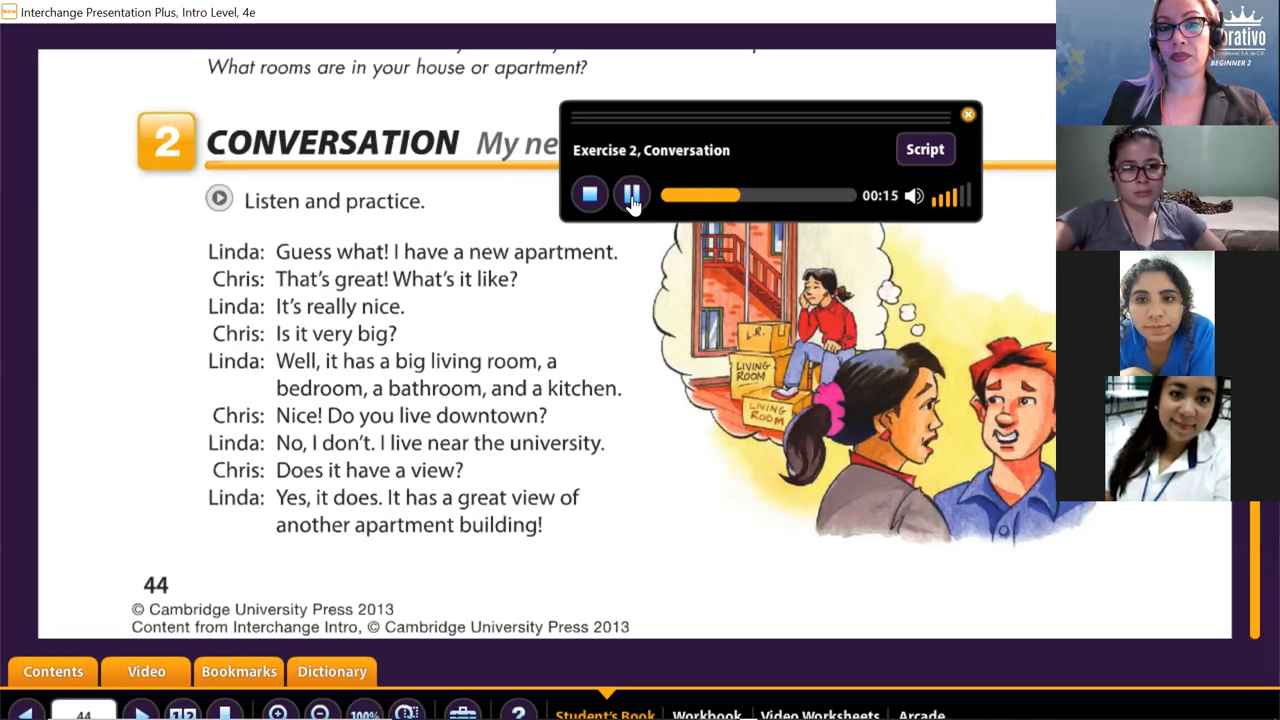 Interchange Presentation Plus, Intro Level, 4e
What rooms are in your house or apartment?
orativo
BEGINNER 2
2 CONVERSATION My ne
Exercise 2, Conversation
Script
00:15
Listen and practice.
Linda: Guess what! I have a new apartment.
Chris: That's great! What's it like?
Linda: It's really nice.
Chris: Is it very big?
Linda: Well, it has a big living room, a
bedroom, a bathroom, and a kitchen.
Chris: Nice! Do you live downtown?
Linda: No, I don't. I live near the university.
Chris: Does it have a view?
Linda: Yes, it does. It has a great view of
another apartment building!
L.R.
LIVING
ROOM
LIVING
ROOM
44
© Cambridge University Press 2013
Content from Interchange Intro, © Cambridge University Press 2013
Contents
Video
Bookmarks
Dictionary
44
100%
?
Student's Book
Workbook
Video Worksheets
Arcade